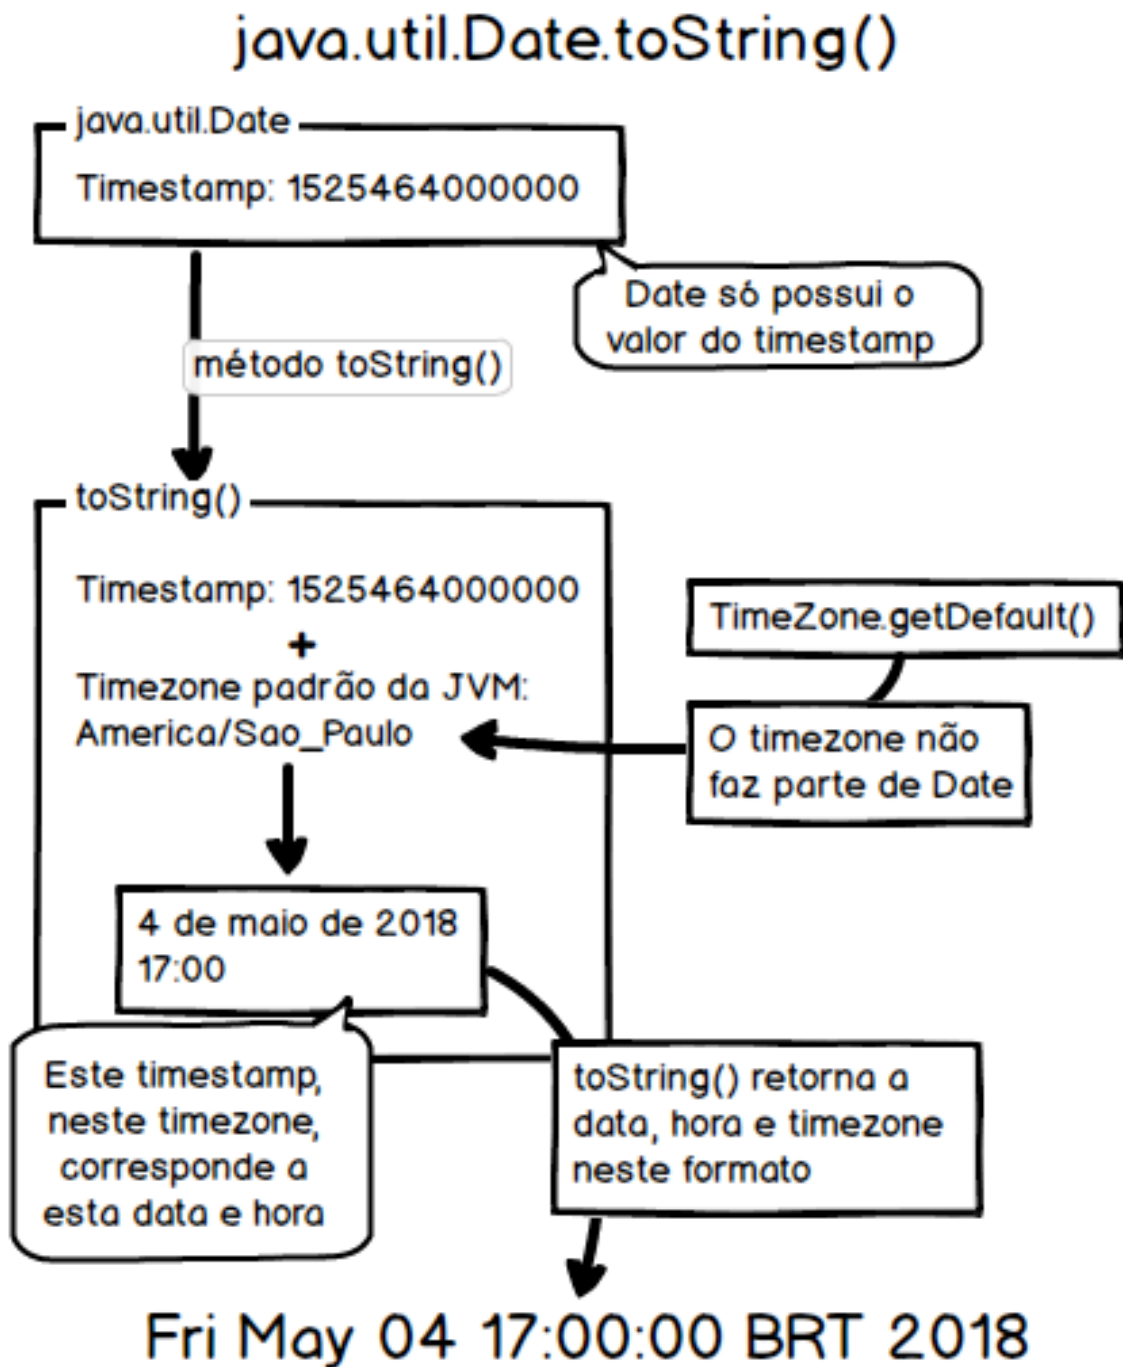 java.util.Date.toString()
java.util.Date
Timestamp: 1525464000000
Date só possui o
valor do timestamp
método toString()
toString()
Timestamp: 1525464000000
+
Timezone padrão da JVM:
America/Sao_Paulo
TimeZone.getDefault()
O timezone não
faz parte de Date
4 de maio de 2018
17:00
Este timestamp,
neste timezone,
corresponde a
esta data e hora
toString() retorna a
data, hora e timezone
neste formato
Fri May 04 17:00:00 BRT 2018